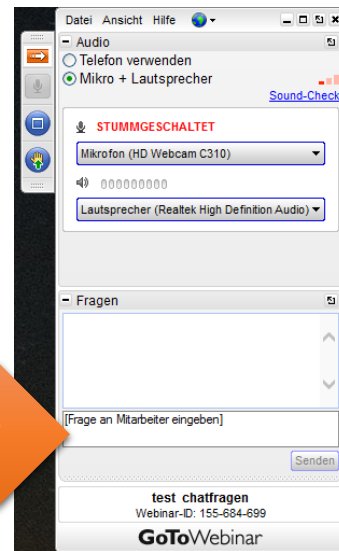 Datei Ansicht Hilfe
Audio
Telefon verwenden
Mikro + Lautsprecher
Sound-Check
STUMMGESCHALTET
Mikrofon (HD Webcam C310)
Lautsprecher (Realtek High Definition Audio)
Fragen
[Frage an Mitarbeiter eingeben]
Senden
test chatfragen
Webinar-ID: 155-684-699
GoToWebinar